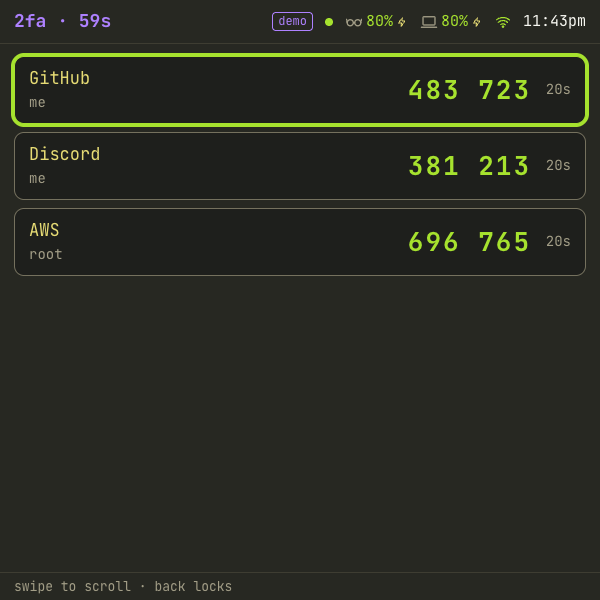 2fa · 59s demo 80% 80% 11:43pm
GitHub
me
483 723 20s
Discord
me
381 213 20s
AWS
root
696 765 20s
swipe to scroll · back locks